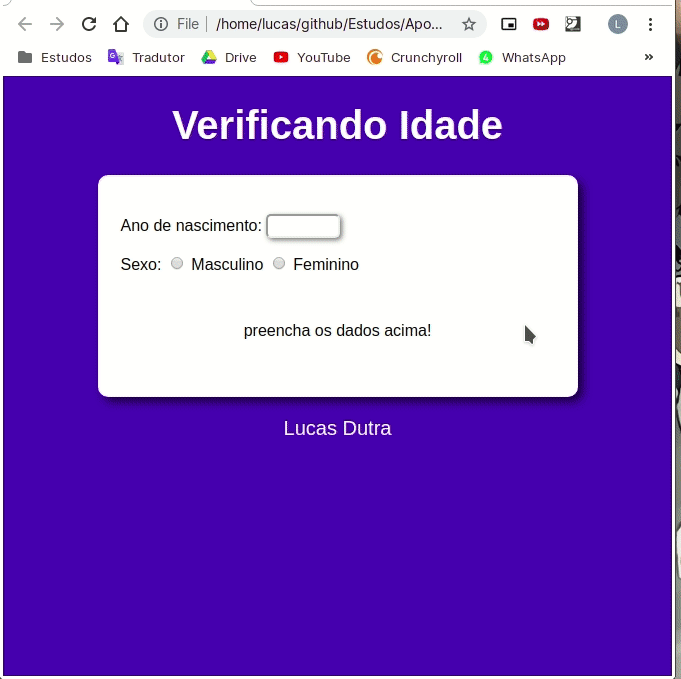 File | /home/lucas/github/Estudos/Apo...
L
Estudos Tradutor Drive YouTube Crunchyroll 4 WhatsApp »
Verificando Idade
Ano de nascimento:
Sexo: Masculino Feminino
preencha os dados acima!
Lucas Dutra